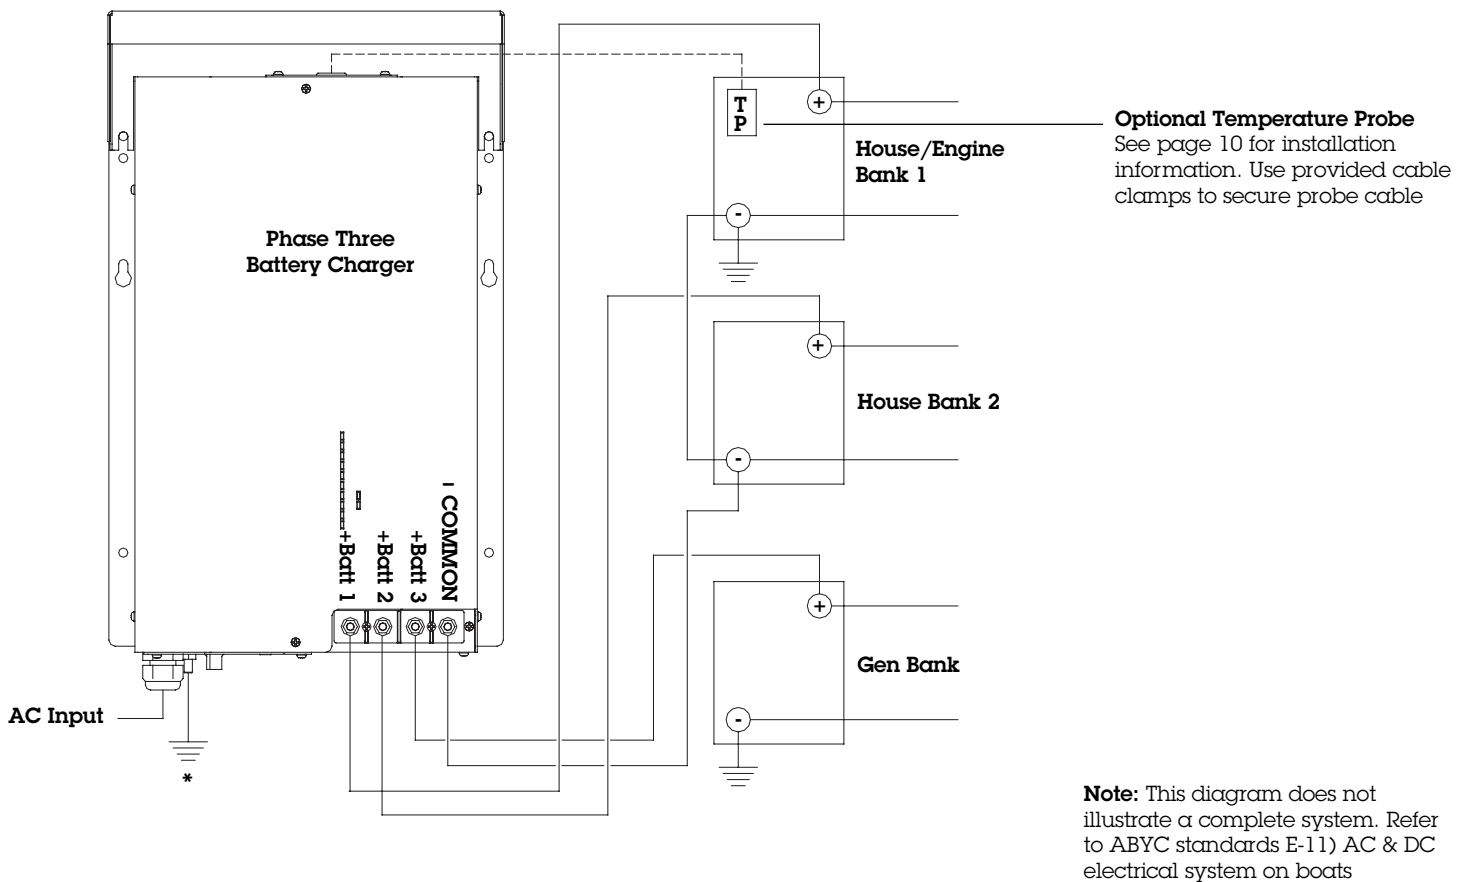 T
P
+
House/Engine
Bank 1
-
Optional Temperature Probe
See page 10 for installation
information. Use provided cable
clamps to secure probe cable
Phase Three
Battery Charger
+
House Bank 2
-
+Batt 1
+Batt 2
+Batt 3
- COMMON
+
Gen Bank
-
AC Input
*
Note: This diagram does not
illustrate a complete system. Refer
to ABYC standards E-11) AC & DC
electrical system on boats